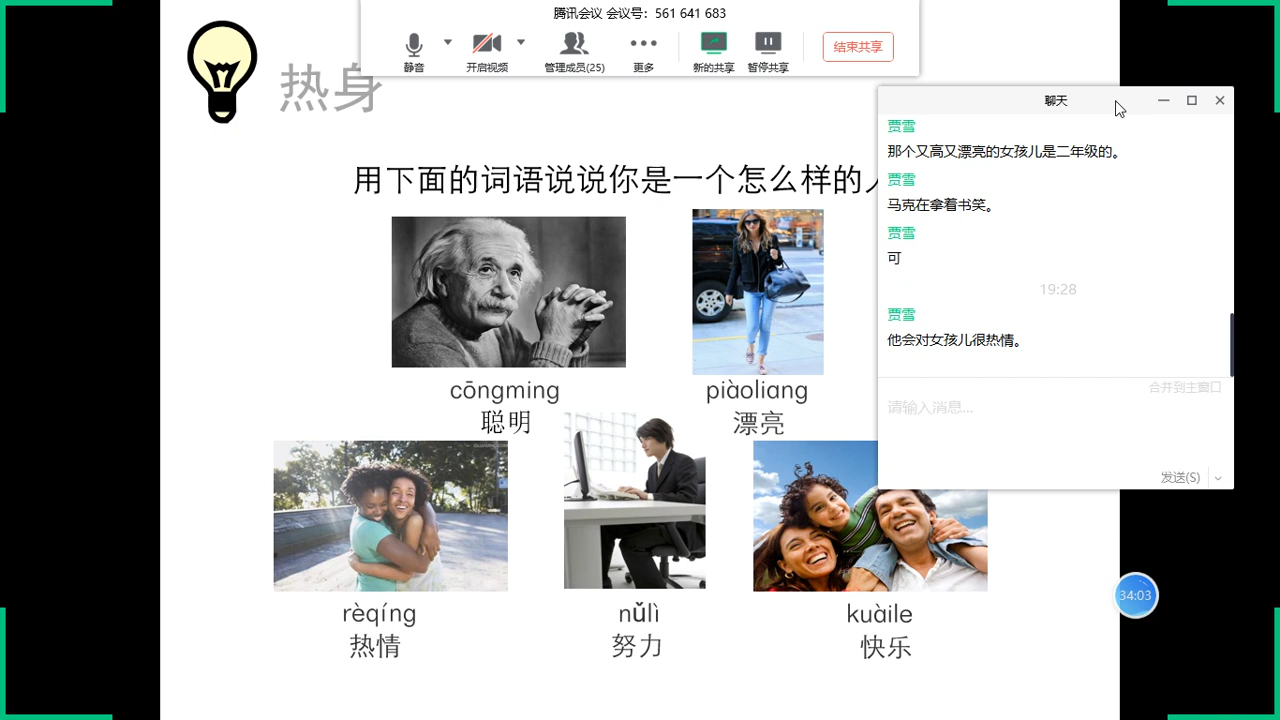 腾讯会议 会议号：561 641 683
静音
开启视频
管理成员(25)
更多
新的共享
暂停共享
结束共享
热身
用下面的词语说说你是一个怎么样的人
cōngming
聪明
piàoliang
漂亮
rèqíng
热情
nǔlì
努力
kuàile
快乐
聊天
贾雪
那个又高又漂亮的女孩儿是二年级的。
贾雪
马克在拿着书笑。
贾雪
可
19:28
贾雪
他会对女孩儿很热情。
合并到主窗口
请输入消息...
发送(S)
34:03